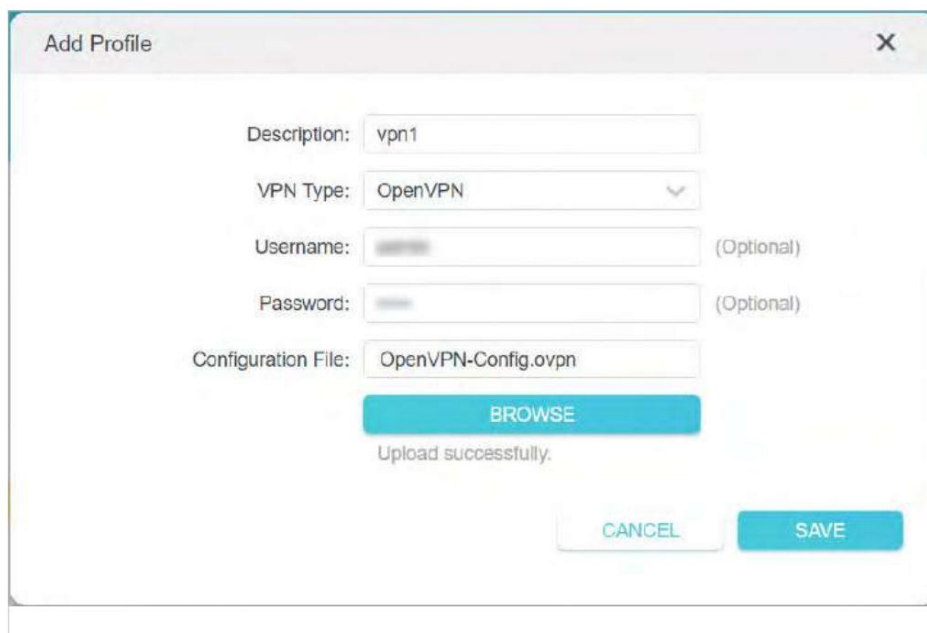 Add Profile
Description: vpn1
VPN Type: OpenVPN
Username: (Optional)
Password: (Optional)
Configuration File: OpenVPN-Config.ovpn
BROWSE
Upload successfully.
CANCEL SAVE